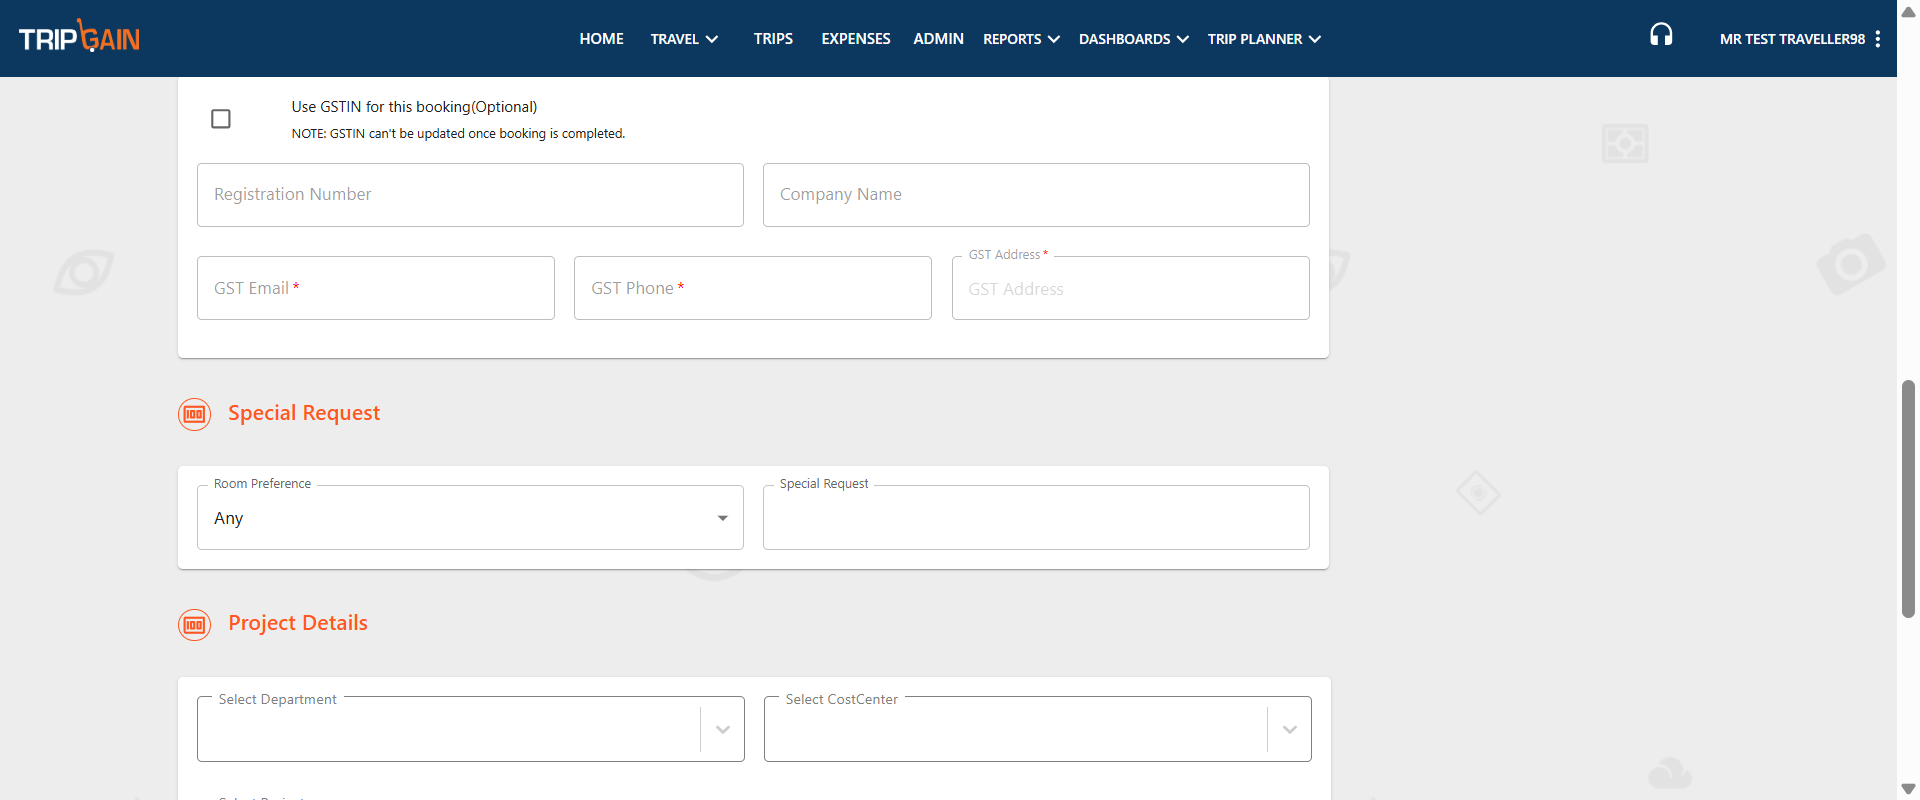 TRIPGAIN
HOME TRAVEL TRIPS EXPENSES ADMIN REPORTS DASHBOARDS TRIP PLANNER
MR TEST TRAVELLER98
Use GSTIN for this booking(Optional)
NOTE: GSTIN can't be updated once booking is completed.
Registration Number
Company Name
GST Email *
GST Phone *
GST Address *
GST Address
100 Special Request
Room Preference
Any
Special Request
100 Project Details
Select Department
Select CostCenter